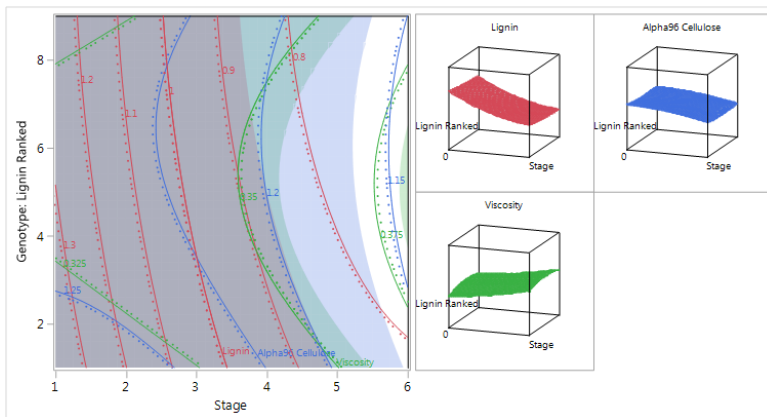 Genotype: Lignin Ranked
8
6
4
2
1.2
1.1
1
0.9
0.8
1.3
0.325
1.25
0.35
1.2
1.15
0.375
Lignin
Alpha96 Cellulose
Viscosity
1
2
3
4
5
6
Stage
Lignin
Lignin Ranked
0
Stage
Alpha96 Cellulose
Lignin Ranked
0
Stage
Viscosity
Lignin Ranked
0
Stage